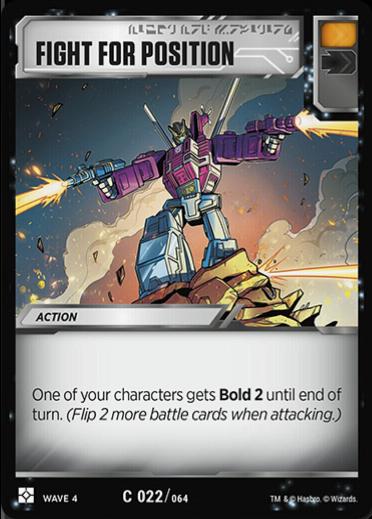 FIGHT FOR POSITION
ACTION
One of your characters gets Bold 2 until end of
turn. (Flip 2 more battle cards when attacking.)
WAVE 4
C 022/064
TM & © Hasbro. © Wizards.